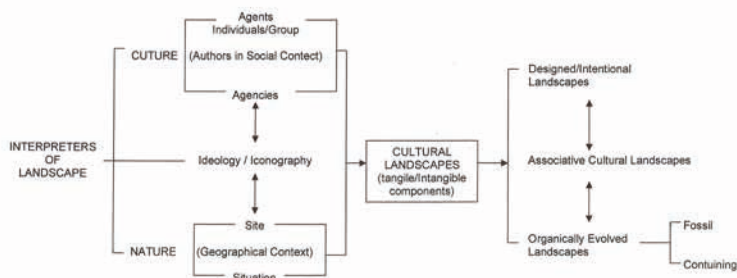 Agents
Individuals/Group
CUTURE
(Authors in Social Contect)
Agencies
INTERPRETERS
OF
LANDSCAPE
Ideology / Iconography
Site
NATURE
(Geographical Context)
Situation
CULTURAL
LANDSCAPES
(tangile/Intangible
components)
Designed/Intentional
Landscapes
Associative Cultural Landscapes
Organically Evolved
Landscapes
Fossil
Contuining